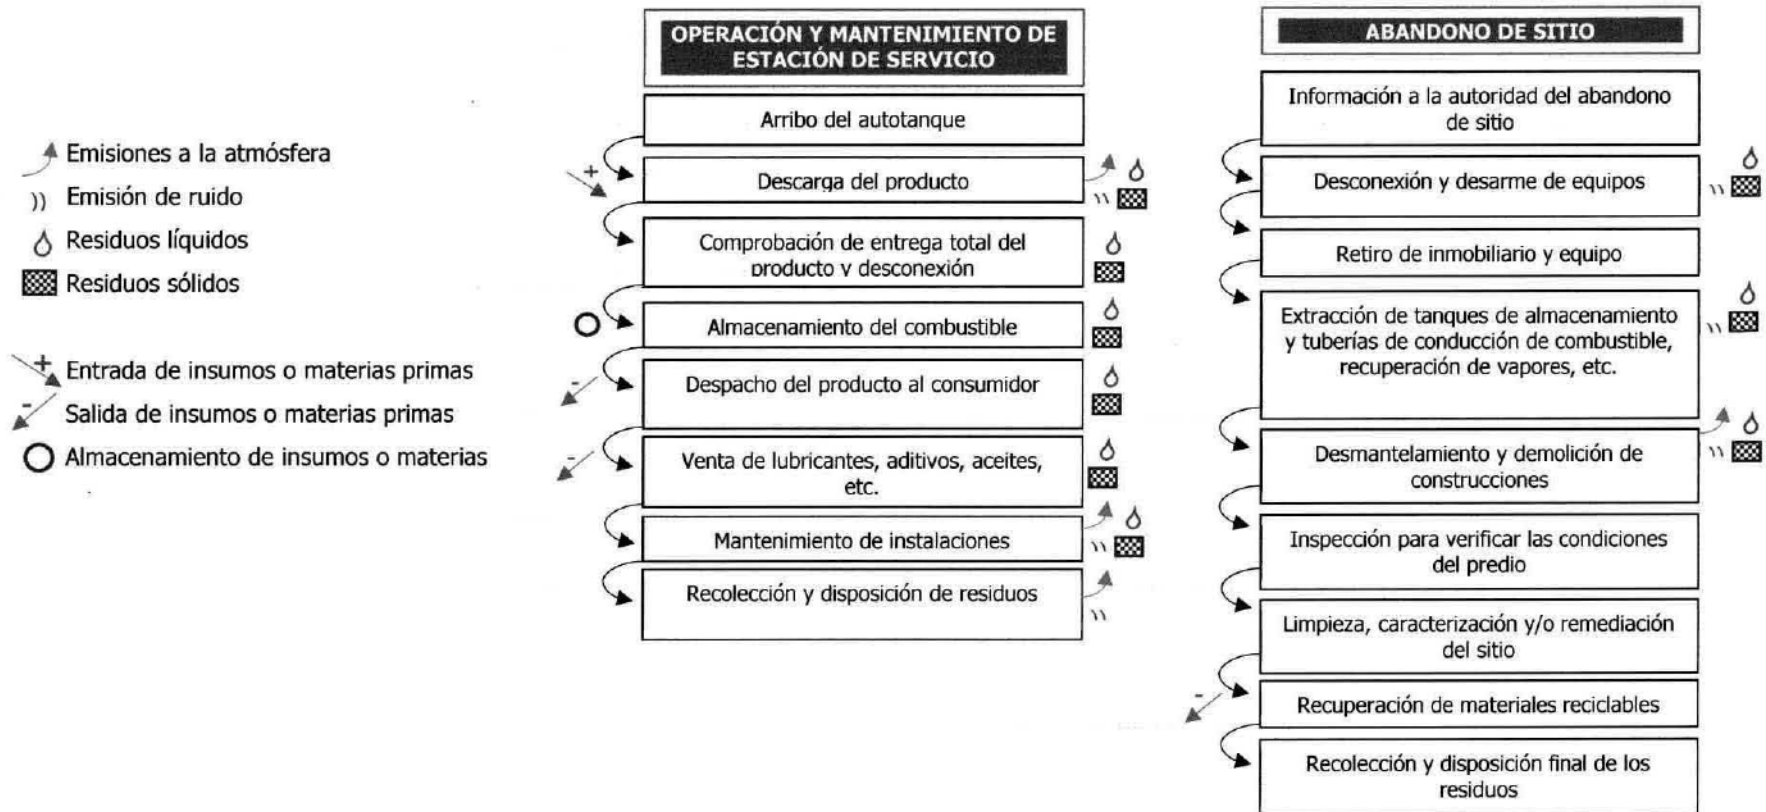 Emisiones a la atmósfera
Emisión de ruido
Residuos líquidos
Residuos sólidos
+
Entrada de insumos o materias primas
-
Salida de insumos o materias primas
Almacenamiento de insumos o materias
OPERACIÓN Y MANTENIMIENTO DE
ESTACIÓN DE SERVICIO
Arribo del autotanque
+
Descarga del producto
Comprobación de entrega total del
producto y desconexión
Almacenamiento del combustible
-
Despacho del producto al consumidor
-
Venta de lubricantes, aditivos, aceites,
etc.
Mantenimiento de instalaciones
Recolección y disposición de residuos
ABANDONO DE SITIO
Información a la autoridad del abandono
de sitio
Desconexión y desarme de equipos
Retiro de inmobiliario y equipo
Extracción de tanques de almacenamiento
y tuberías de conducción de combustible,
recuperación de vapores, etc.
Desmantelamiento y demolición de
construcciones
Inspección para verificar las condiciones
del predio
Limpieza, caracterización y/o remediación
del sitio
-
Recuperación de materiales reciclables
Recolección y disposición final de los
residuos